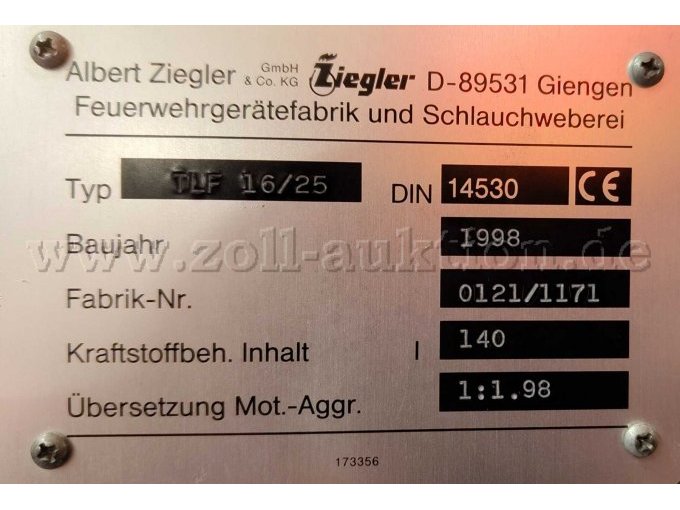 Albert Ziegler GmbH & Co. KG Ziegler D-89531 Giengen
Feuerwehrgerätefabrik und Schlauchweberei
Typ TLF 16/25 DIN 14530 CE
Baujahr 1998
www.zoll-auktion.de
Fabrik-Nr. 0121/1171
Kraftstoffbeh. Inhalt l 140
Übersetzung Mot.-Aggr. 1:1.98
173356